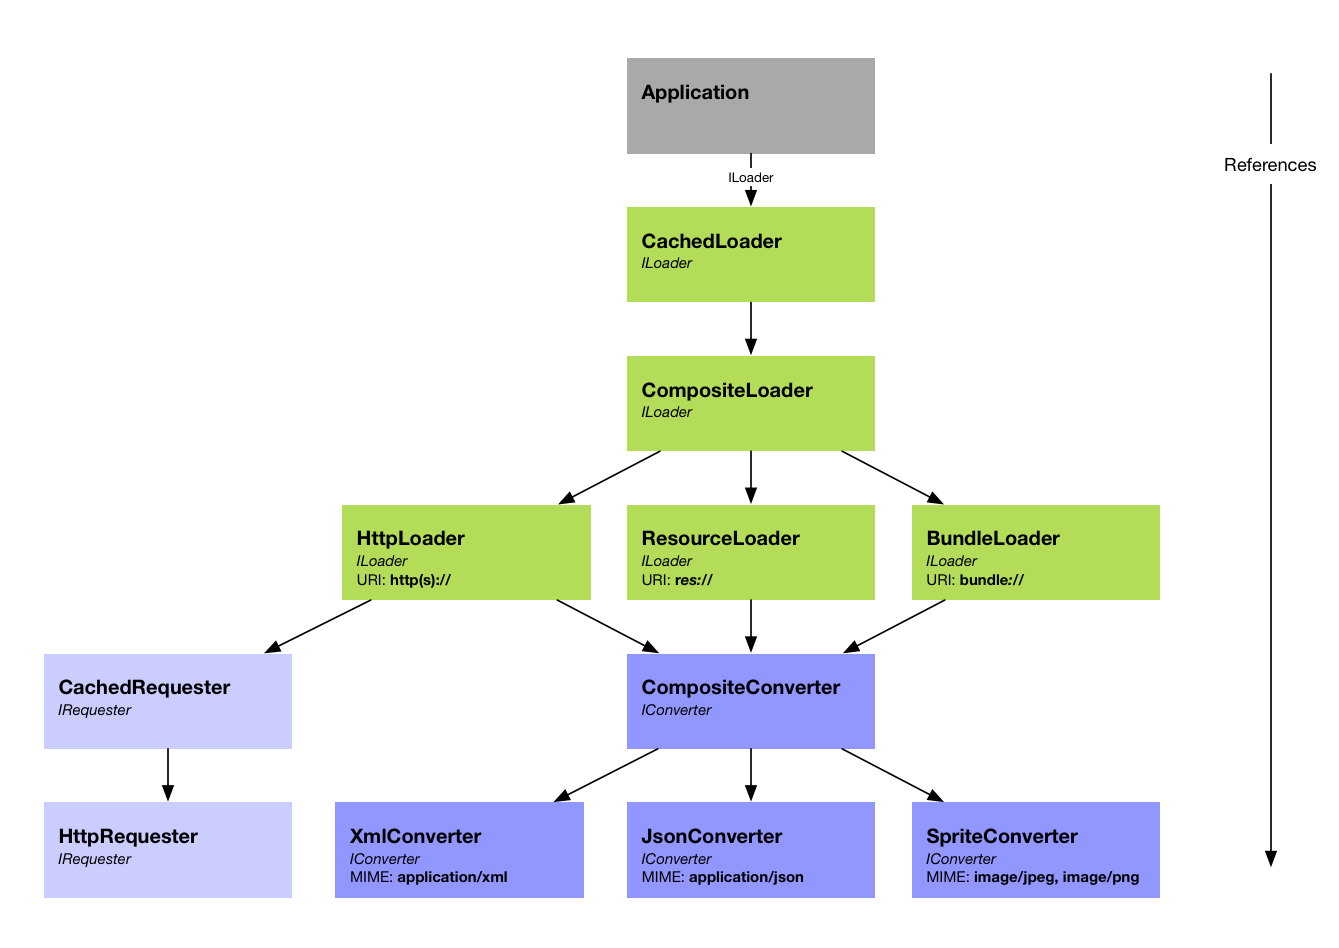 Application
References
ILoader
CachedLoader
ILoader
CompositeLoader
ILoader
HttpLoader
ILoader
URI: http(s)://
ResourceLoader
ILoader
URI: res://
BundleLoader
ILoader
URI: bundle://
CachedRequester
IRequester
CompositeConverter
IConverter
HttpRequester
IRequester
XmlConverter
IConverter
MIME: application/xml
JsonConverter
IConverter
MIME: application/json
SpriteConverter
IConverter
MIME: image/jpeg, image/png